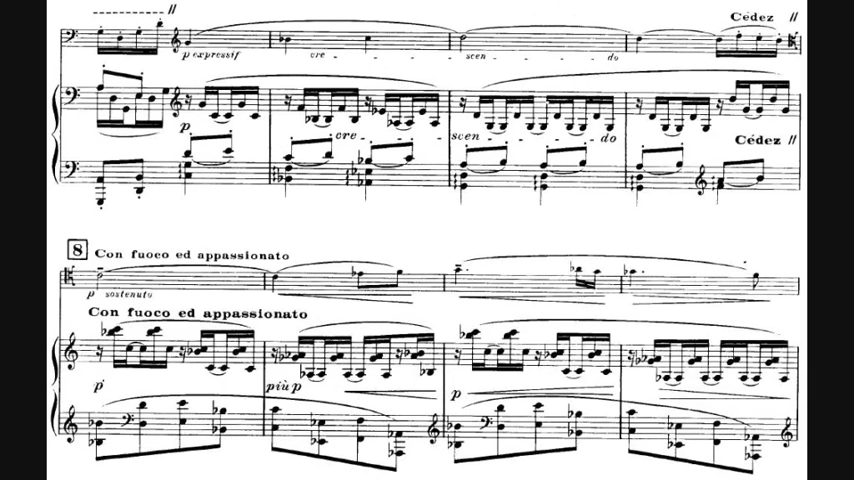 Cédez //
p expressif cre - - - scen - - - do
p cre - - - scen - - - do Cédez //
8 Con fuoco ed appassionato
p sostenuto
Con fuoco ed appassionato
p più p p